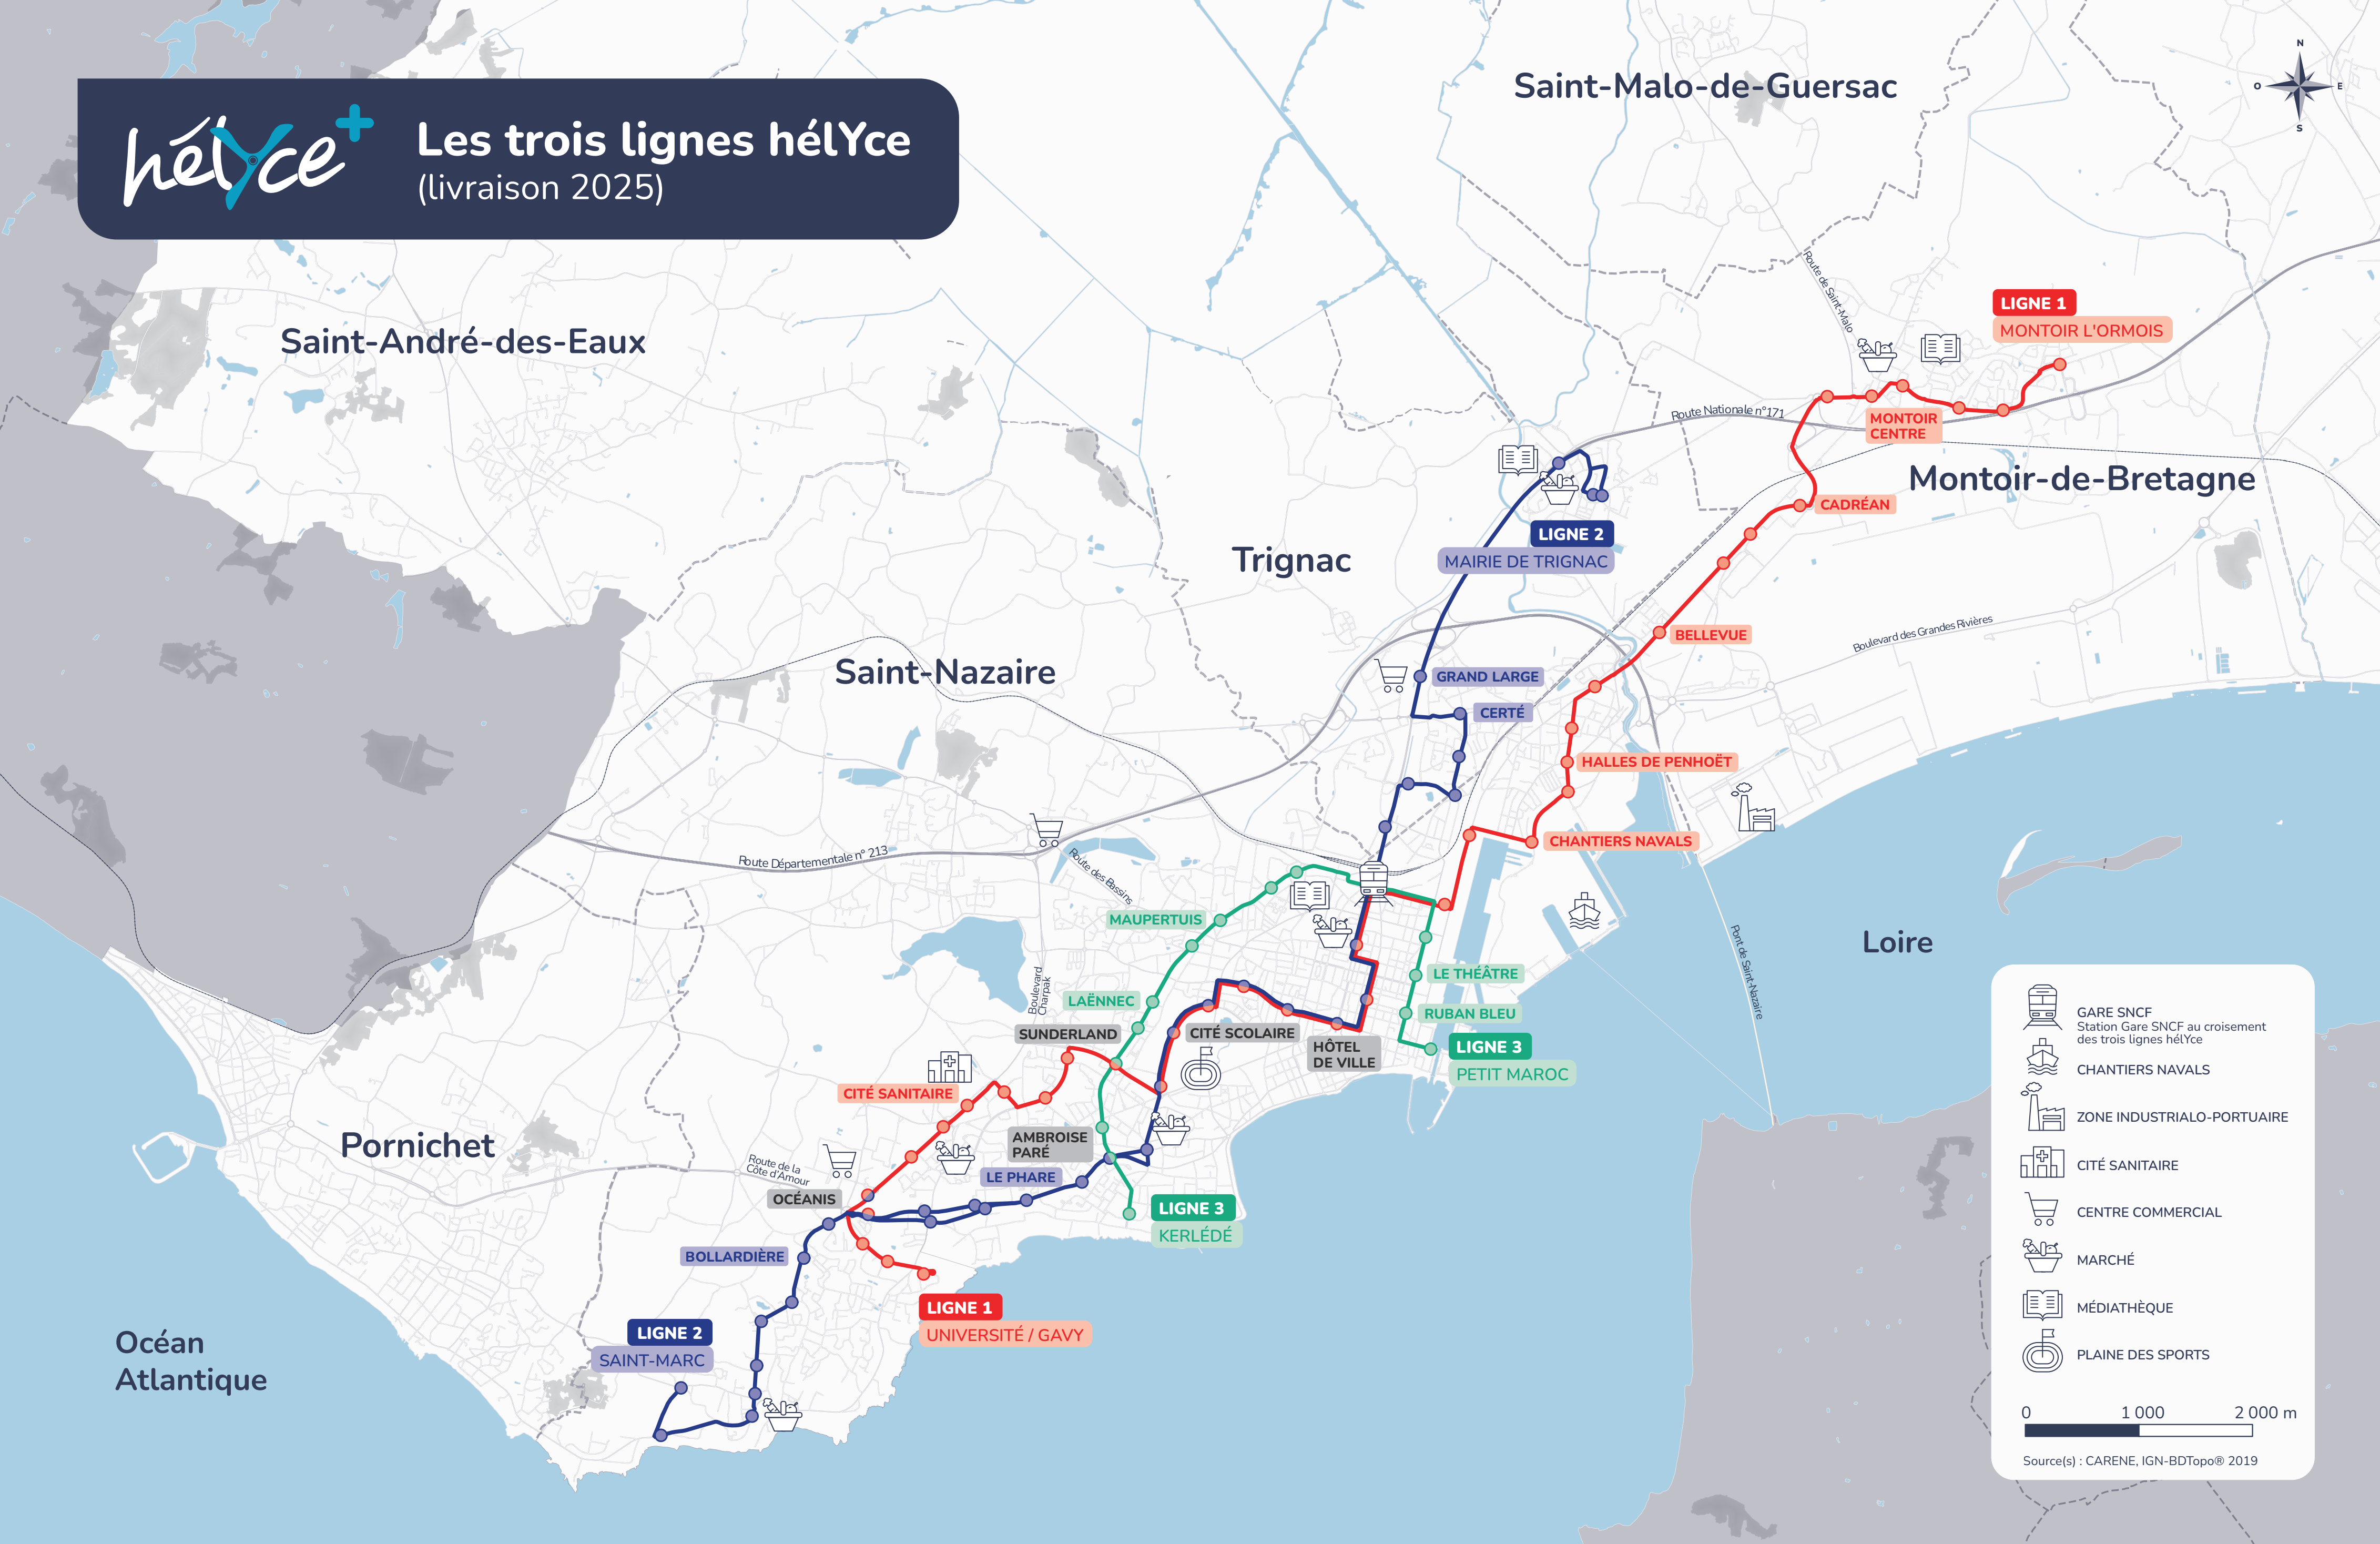 hélYce+
Les trois lignes hélYce
(livraison 2025)
Saint-Malo-de-Guersac
N
O
E
S
Saint-André-des-Eaux
Route de Saint-Malo
LIGNE 1
MONTOIR L'ORMOIS
Route Nationale n°171
MONTOIR
CENTRE
Montoir-de-Bretagne
CADRÉAN
LIGNE 2
MAIRIE DE TRIGNAC
Trignac
BELLEVUE
Boulevard des Grandes Rivières
Saint-Nazaire
GRAND LARGE
CERTÉ
HALLES DE PENHOËT
CHANTIERS NAVALS
Route Départementale n° 213
Route des Bassins
MAUPERTUIS
Pont de Saint-Nazaire
Loire
LE THÉÂTRE
Boulevard
Charpak
LAËNNEC
RUBAN BLEU
SUNDERLAND
CITÉ SCOLAIRE
HÔTEL
DE VILLE
LIGNE 3
PETIT MAROC
CITÉ SANITAIRE
Pornichet
AMBROISE
PARÉ
Route de la
Côte d'Amour
LE PHARE
OCÉANIS
LIGNE 3
KERLÉDÉ
BOLLARDIÈRE
LIGNE 1
UNIVERSITÉ / GAVY
LIGNE 2
SAINT-MARC
Océan
Atlantique
GARE SNCF
Station Gare SNCF au croisement
des trois lignes hélYce
CHANTIERS NAVALS
ZONE INDUSTRIALO-PORTUAIRE
CITÉ SANITAIRE
CENTRE COMMERCIAL
MARCHÉ
MÉDIATHÈQUE
PLAINE DES SPORTS
0 1 000 2 000 m
Source(s) : CARENE, IGN-BDTopo® 2019